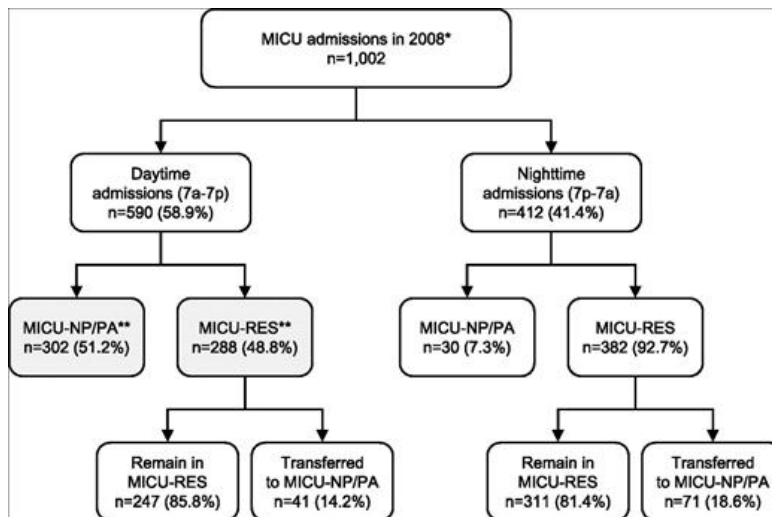 MICU admissions in 2008*
n=1,002
Daytime
admissions (7a-7p)
n=590 (58.9%)
Nighttime
admissions (7p-7a)
n=412 (41.4%)
MICU-NP/PA**
n=302 (51.2%)
MICU-RES**
n=288 (48.8%)
MICU-NP/PA
n=30 (7.3%)
MICU-RES
n=382 (92.7%)
Remain in
MICU-RES
n=247 (85.8%)
Transferred
to MICU-NP/PA
n=41 (14.2%)
Remain in
MICU-RES
n=311 (81.4%)
Transferred
to MICU-NP/PA
n=71 (18.6%)